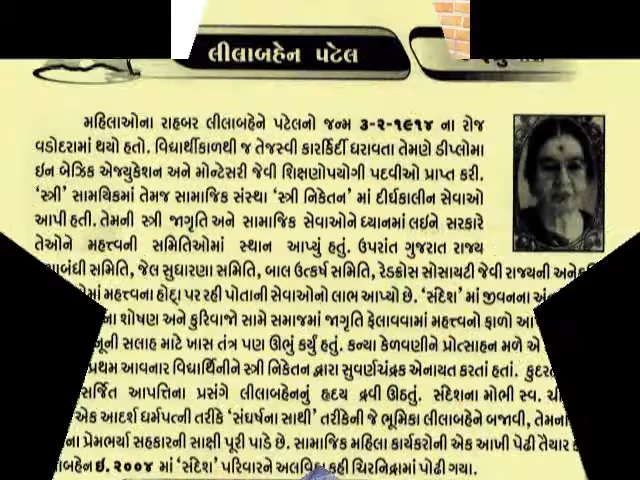 લીલાબહેન પટેલ
મહિલાઓના રાહબર લીલાબહેને પટેલનો જન્મ ૩-૨-૧૯૧૪ ના રોજ
વડોદરામાં થયો હતો. વિદ્યાર્થીકાળથી જ તેજસ્વી કારકિર્દી ધરાવતા તેમણે ડીપ્લોમા
ઇન બેઝિક એજ્યુકેશન અને મોન્ટેસરી જેવી શિક્ષણોપયોગી પદવીઓ પ્રાપ્ત કરી.
‘સ્ત્રી’ સામયિકમાં તેમજ સામાજિક સંસ્થા ‘સ્ત્રી નિકેતન’ માં દીર્ઘકાલીન સેવાઓ
આપી હતી. તેમની સ્ત્રી જાગૃતિ અને સામાજિક સેવાઓને ધ્યાનમાં લઇને સરકારે
તેઓને મહત્ત્વની સમિતિઓમાં સ્થાન આપ્યું હતું. ઉપરાંત ગુજરાત રાજ્ય
સમિતિ, જેલ સુધારણા સમિતિ, બાલ ઉત્કર્ષ સમિતિ, રેડક્રોસ સોસાયટી જેવી રાજ્યની
મહત્વના હોદ્દા પર રહી પોતાની સેવાઓનો લાભ આપ્યો છે. ‘સંદેશ’ માં જીવનના
શોષણ અને કુરિવાજો સામે સમાજમાં જાગૃતિ ફેલાવવામાં મહત્વનો ફાળો
સલાહ માટે ખાસ તંત્ર પણ ઊભું કર્યું હતું. કન્યા કેળવણીને પ્રોત્સાહન મળે એ
પ્રથમ આવનાર વિદ્યાર્થિનીને સ્ત્રી નિકેતન દ્વારા સુવર્ણચંદ્રક એનાયત કરતાં હતાં.
સર્જિત આપત્તિના પ્રસંગે લીલાબહેનનું હૃદય દ્રવી ઊઠતું. સંદેશના મોભી સ્વ.
એક આદર્શ ધર્મપત્ની તરીકે ‘સંઘર્ષના સાથી’ તરીકેની જે ભૂમિકા લીલાબહેને બજાવી,
પ્રેમભર્યા સહકારની સાક્ષી પૂરી પાડે છે. સામાજિક મહિલા કાર્યકરોની એક આખી પેઢી તૈયાર
ઇ. ૨૦૦૪ માં ‘સંદેશ’ પરિવારને અલવિદા કહી ચિરનિદ્રામાં પોઢી ગયા.